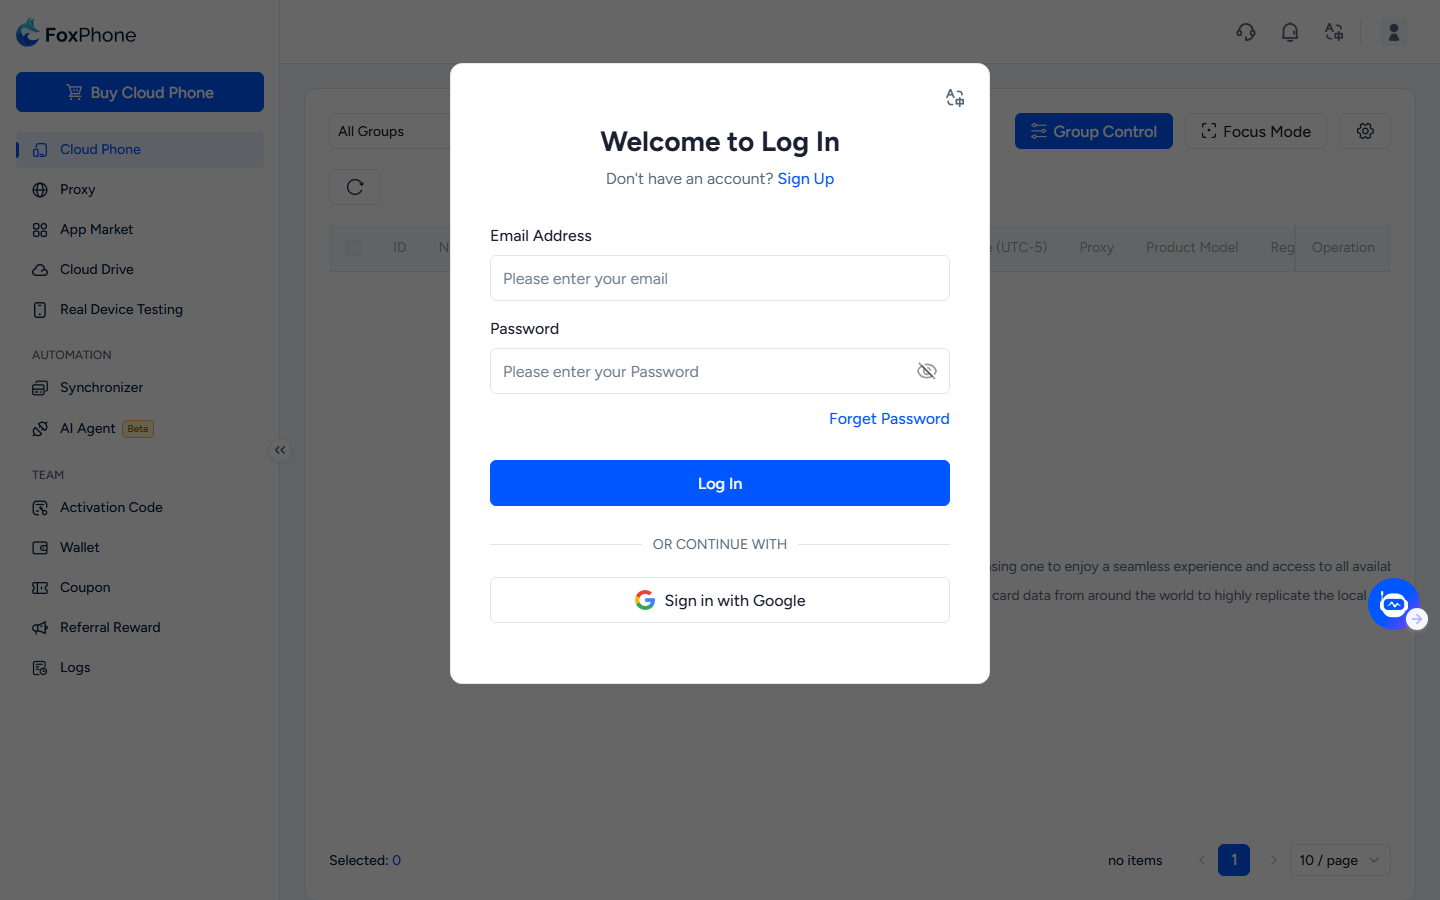 FoxPhone
Buy Cloud Phone
Cloud Phone
Proxy
App Market
Cloud Drive
Real Device Testing
AUTOMATION
Synchronizer
AI Agent Beta
TEAM
Activation Code
Wallet
Coupon
Referral Reward
Logs
All Groups
Group Control
Focus Mode
ID
(UTC-5) Proxy Product Model Operation
Welcome to Log In
Don't have an account? Sign Up
Email Address
Please enter your email
Password
Please enter your Password
Forget Password
Log In
OR CONTINUE WITH
Sign in with Google
one to enjoy a seamless experience and access to all
card data from around the world to highly replicate the local
Selected: 0
no items
1
10 / page